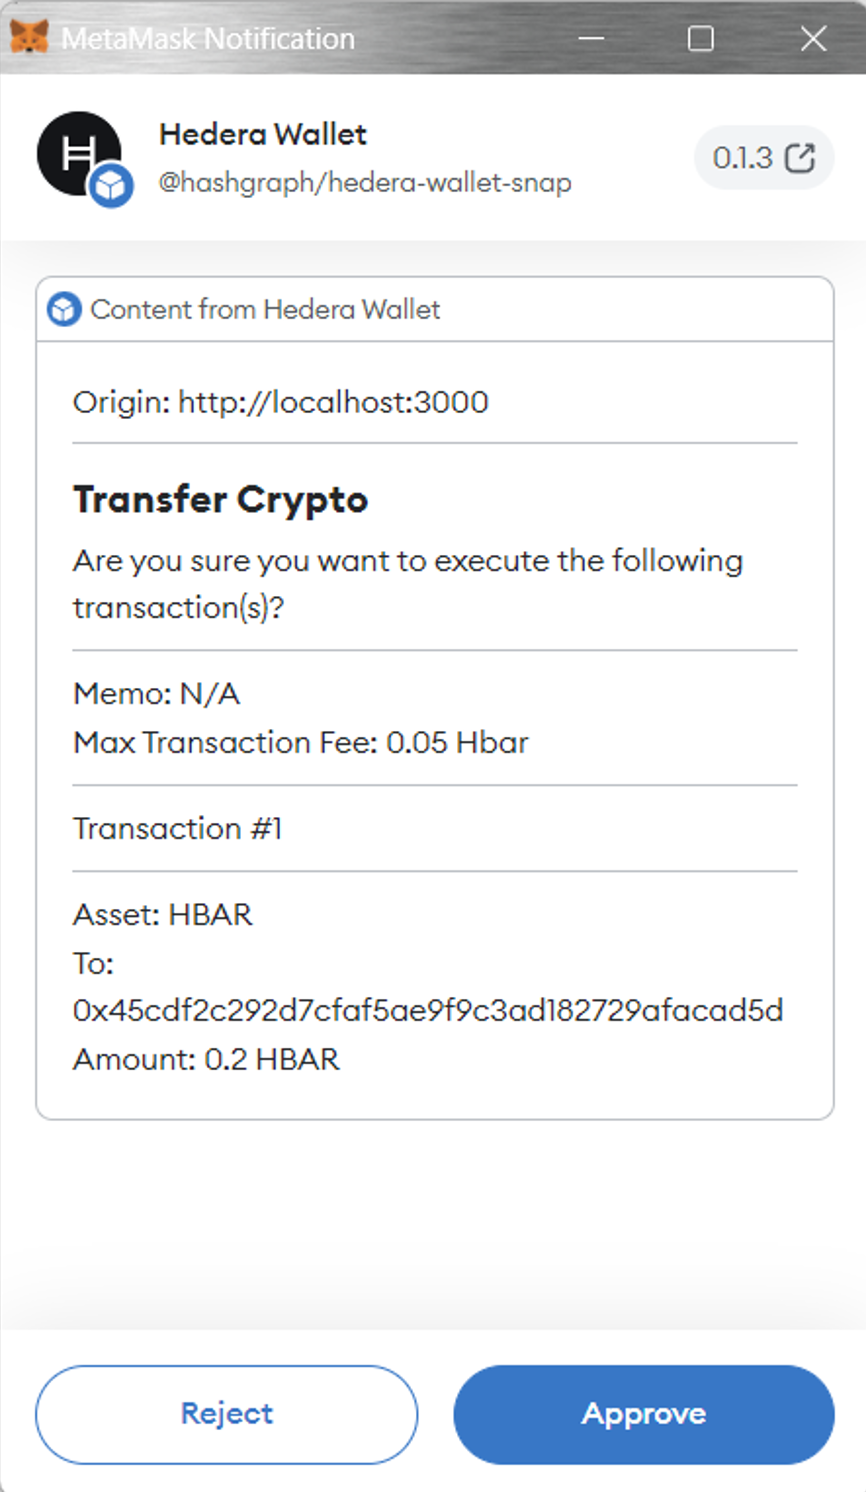 MetaMask Notification
Hedera Wallet
@hashgraph/hedera-wallet-snap
0.1.3
Content from Hedera Wallet
Origin: http://localhost:3000
Transfer Crypto
Are you sure you want to execute the following
transaction(s)?
Memo: N/A
Max Transaction Fee: 0.05 Hbar
Transaction #1
Asset: HBAR
To:
0x45cdf2c292d7cfaf5ae9f9c3ad182729afacad5d
Amount: 0.2 HBAR
Reject
Approve